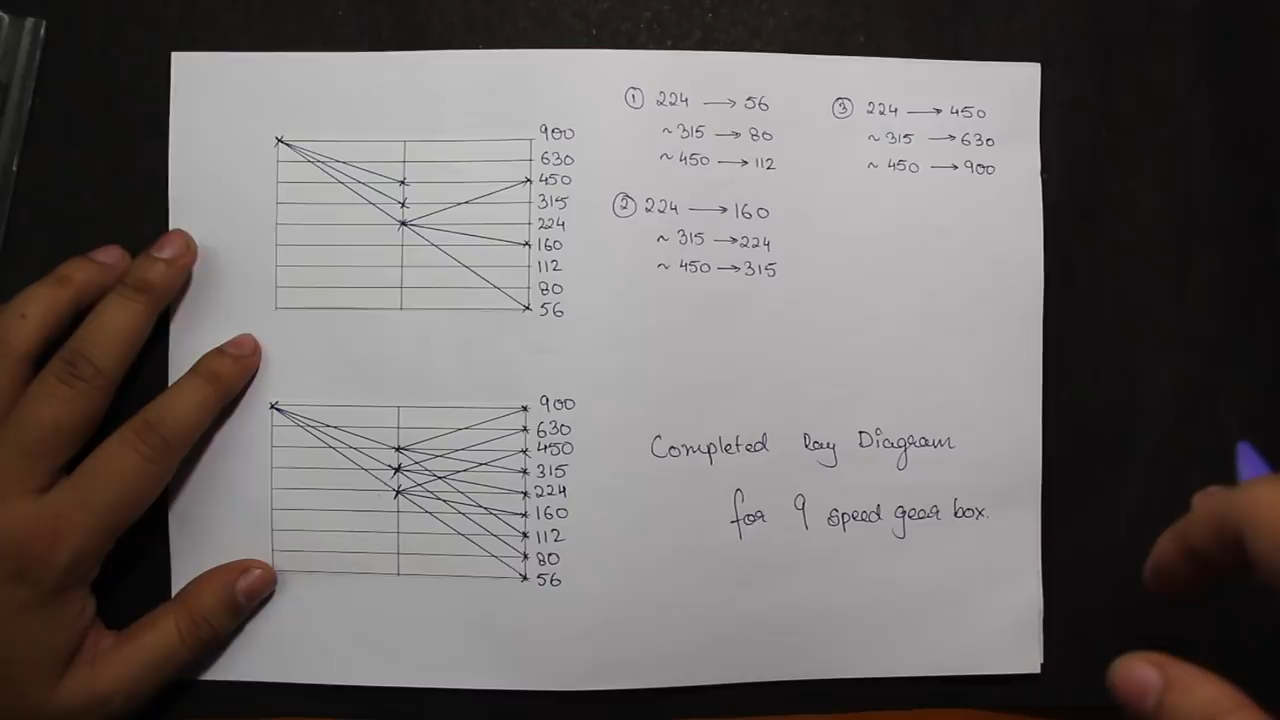 900
630
450
315
224
160
112
80
56
① 224 → 56
~ 315 → 80
~ 450 → 112
② 224 → 160
~ 315 → 224
~ 450 → 315
③ 224 → 450
~ 315 → 630
~ 450 → 900
900
630
450
315
224
160
112
80
56
Completed Ray Diagram
for 9 speed gear box.